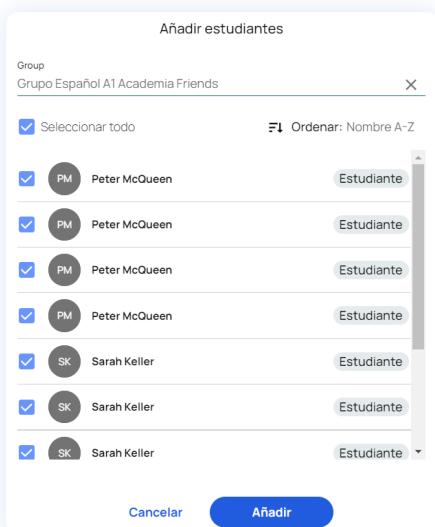 Añadir estudiantes
Group
Grupo Español A1 Academia Friends
Seleccionar todo Ordenar: Nombre A-Z
PM Peter McQueen Estudiante
PM Peter McQueen Estudiante
PM Peter McQueen Estudiante
PM Peter McQueen Estudiante
SK Sarah Keller Estudiante
SK Sarah Keller Estudiante
SK Sarah Keller Estudiante
Cancelar Añadir